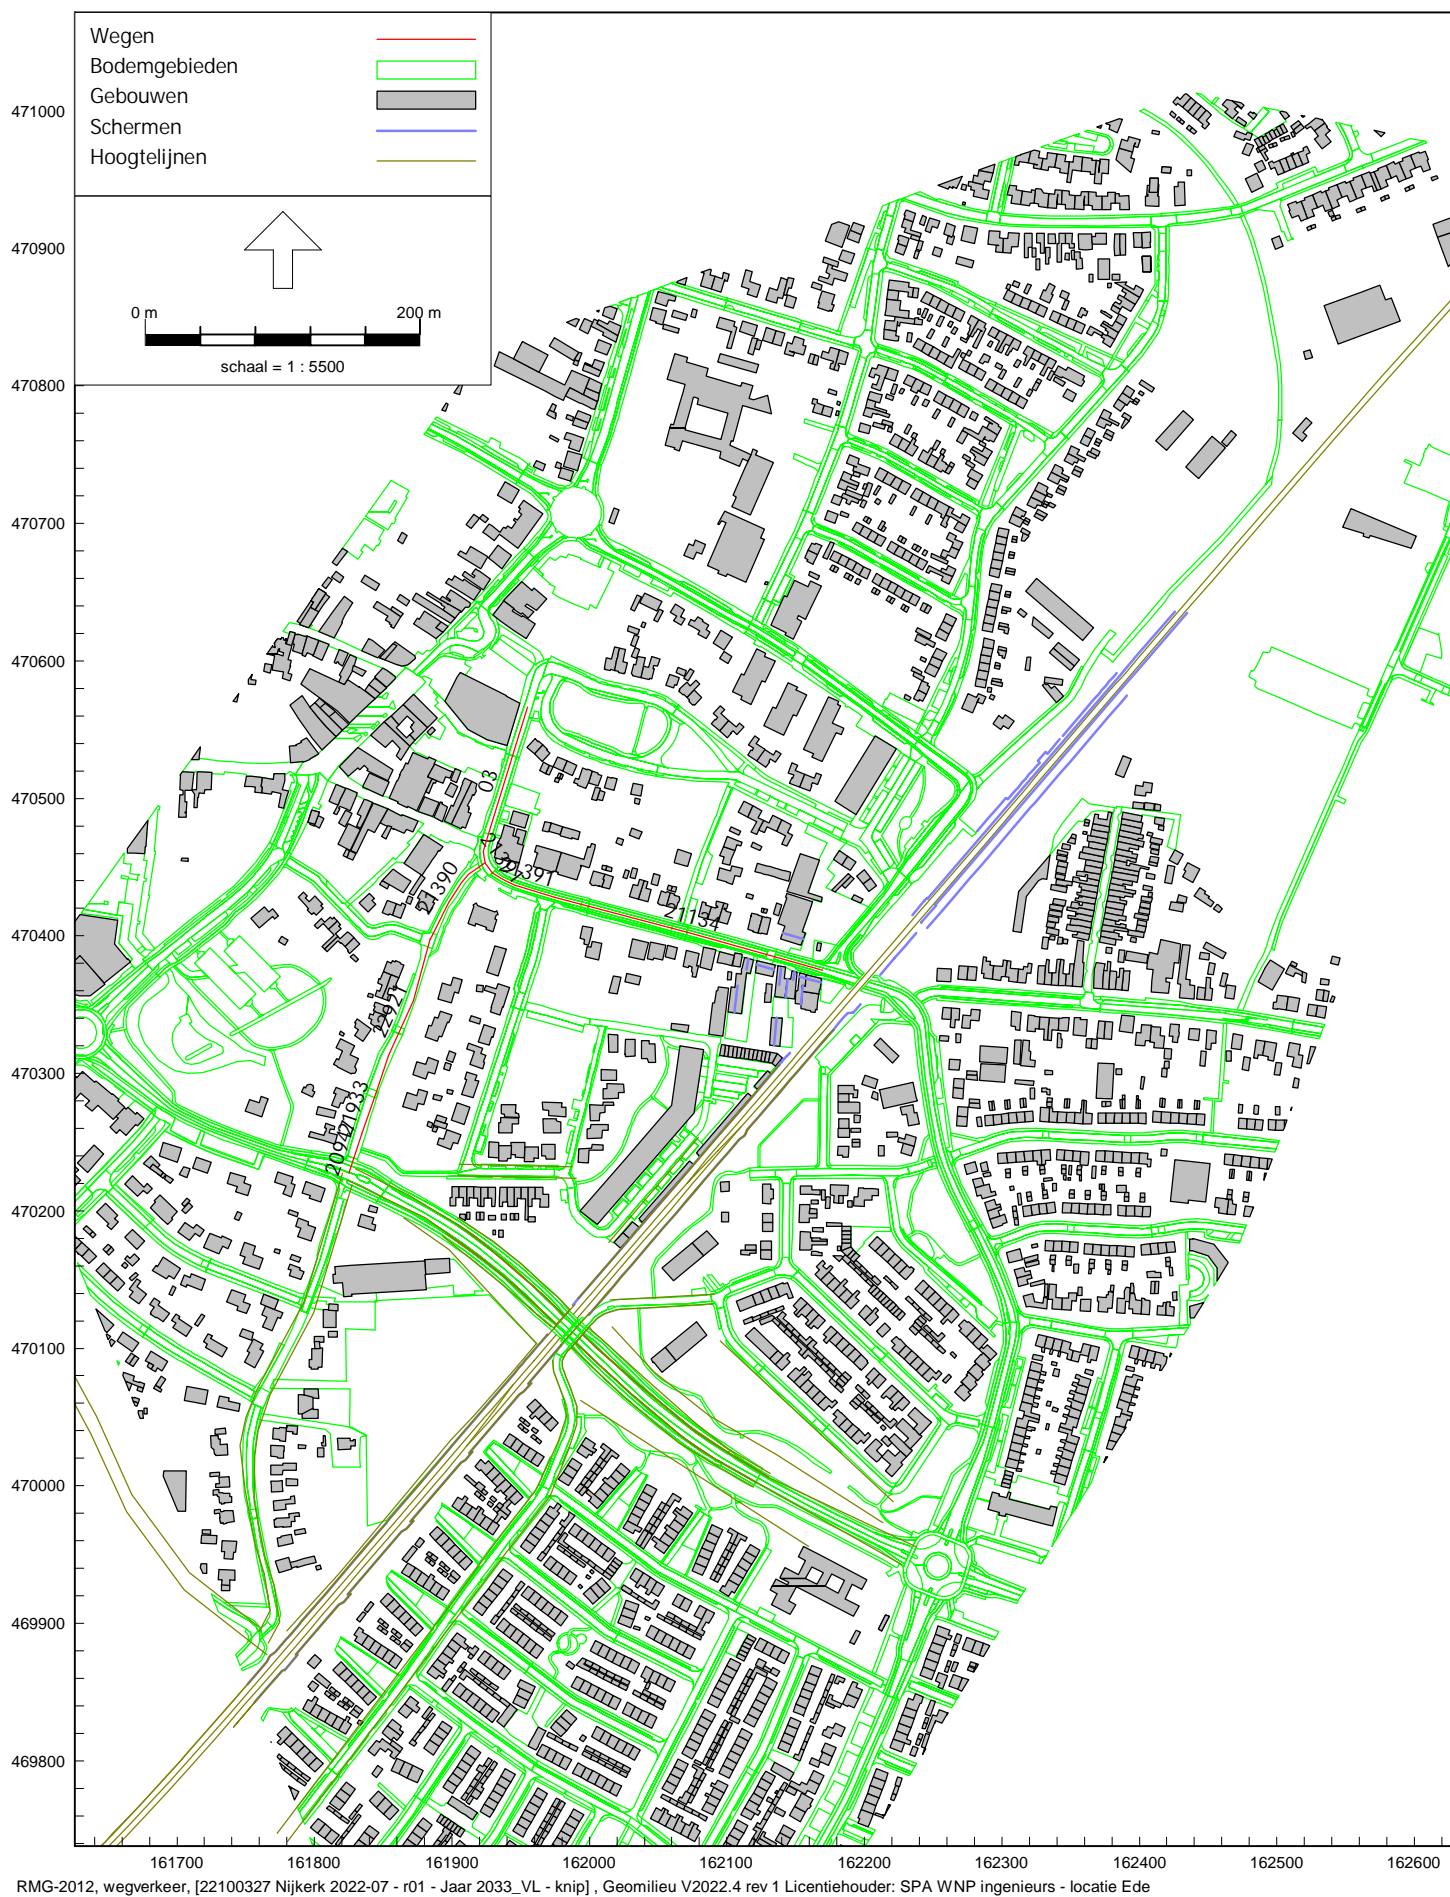 Wegen
Bodemgebieden
Gebouwen
Schermen
Hoogtelijnen
0 m
200 m
schaal = 1 : 5500
471000
470900
470800
470700
470600
470500
470400
470300
470200
470100
470000
469900
469800
03
21390
21134
161700
161800
161900
162000
162100
162200
162300
162400
162500
162600
RMG-2012, wegverkeer, [22100327 Nijkerk 2022-07 - r01 - Jaar 2033_VL - knip] , Geomilieu V2022.4 rev 1 Licentiehouder: SPA WNP ingenieurs - locatie Ede